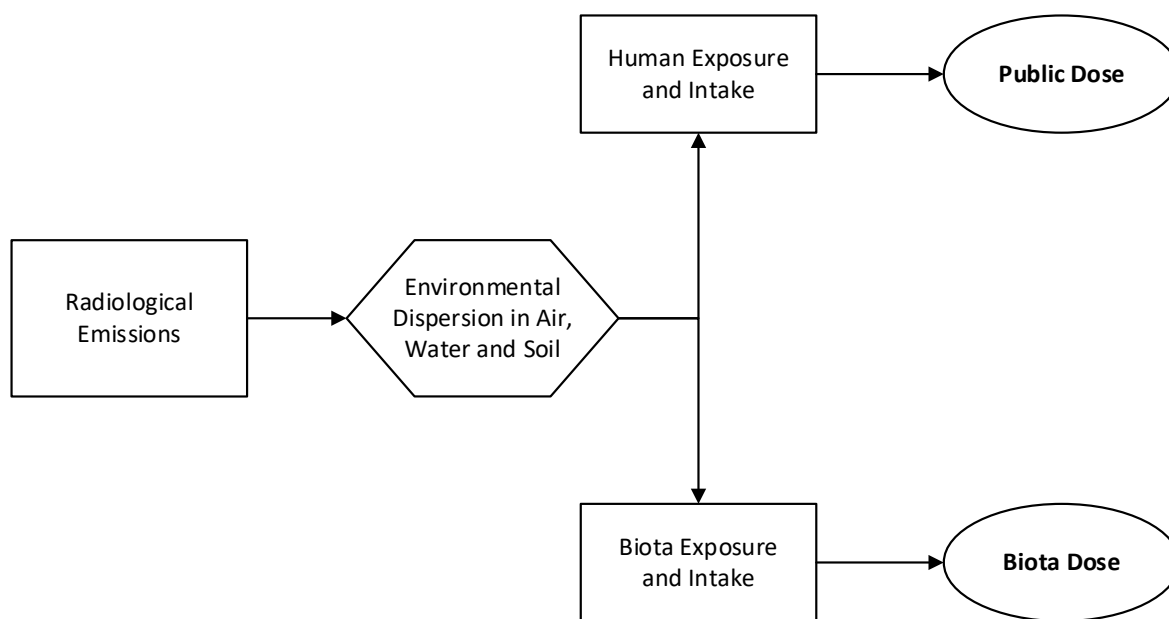 Human Exposure
and Intake
Public Dose
Radiological
Emissions
Environmental
Dispersion in Air,
Water and Soil
Biota Exposure
and Intake
Biota Dose